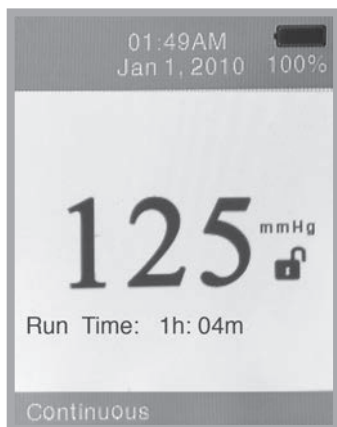 01:49AM
Jan 1, 2010 100%
125 mmHg
Run Time: 1h: 04m
Continuous